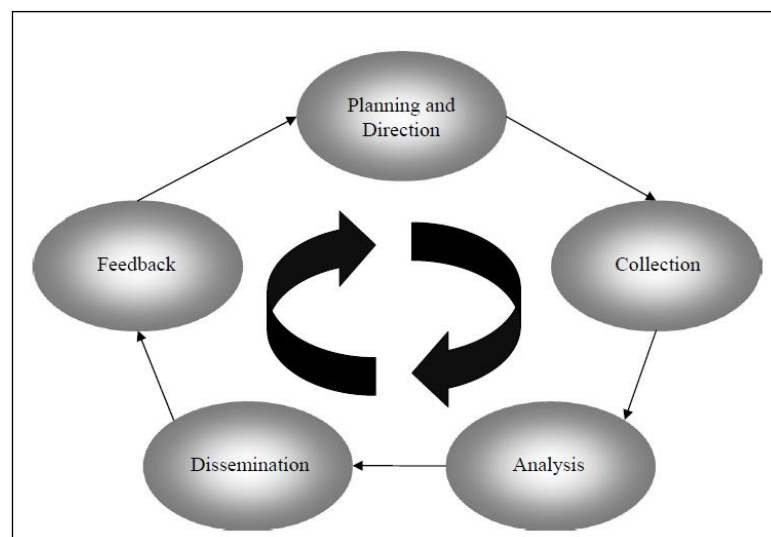 Planning and
Direction
Feedback
Collection
Dissemination
Analysis